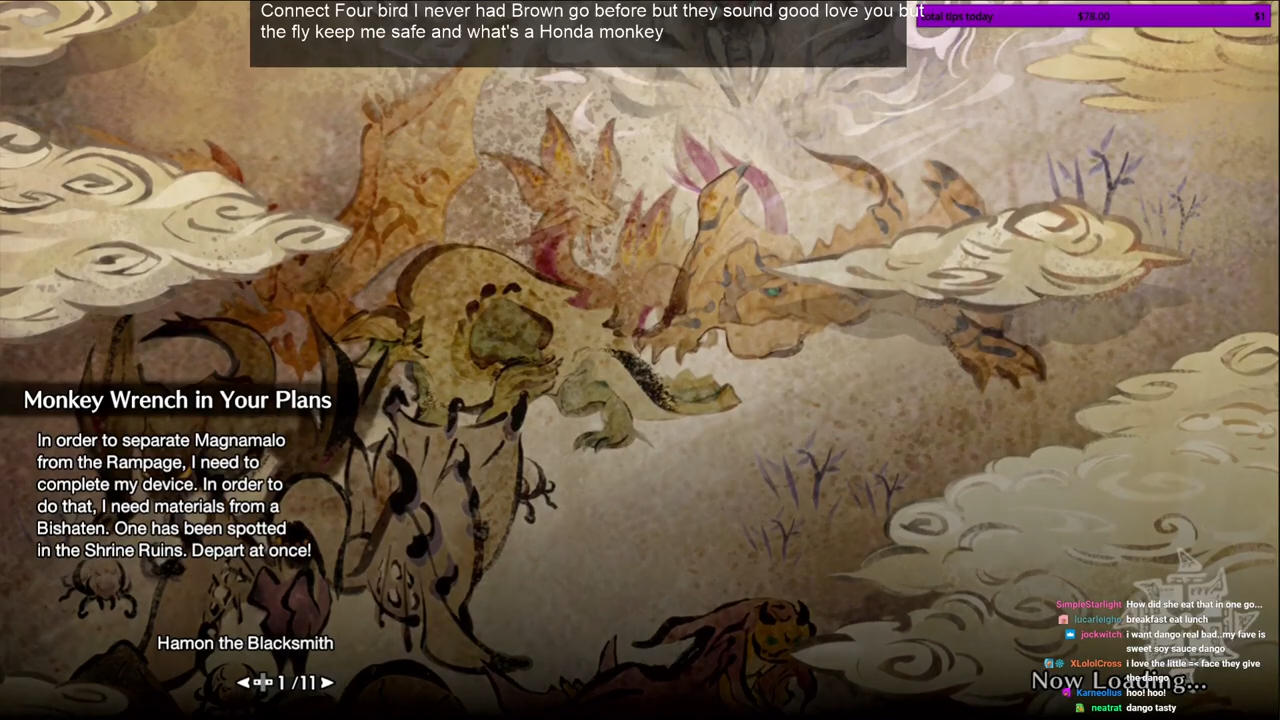 Connect Four bird I never had Brown go before but they sound good love you but
the fly keep me safe and what's a Honda monkey
total tips today $78.00 $1
Monkey Wrench in Your Plans
In order to separate Magnamalo
from the Rampage, I need to
complete my device. In order to
do that, I need materials from a
Bishaten. One has been spotted
in the Shrine Ruins. Depart at once!
Hamon the Blacksmith
1 /11
SimpleStarlight How did she eat that in one go...
lucarleighe breakfast eat lunch
jockwitch i want dango real bad..my fave is
sweet soy sauce dango
XLololCross i love the little =< face they give
the dango
Now Loading...
Karneolius hoo! hoo!
neatrat dango tasty